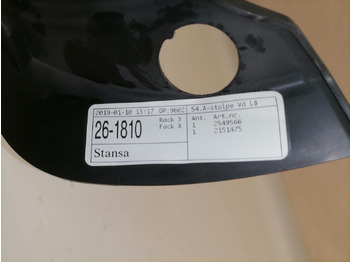 2019-01-10 13:17 OP:9602 54.A-stolpe Vä LB
26-1810 Rack 3 Ant. Art.nr.
Fack 8 1 2549566
1 2151475
Stansa